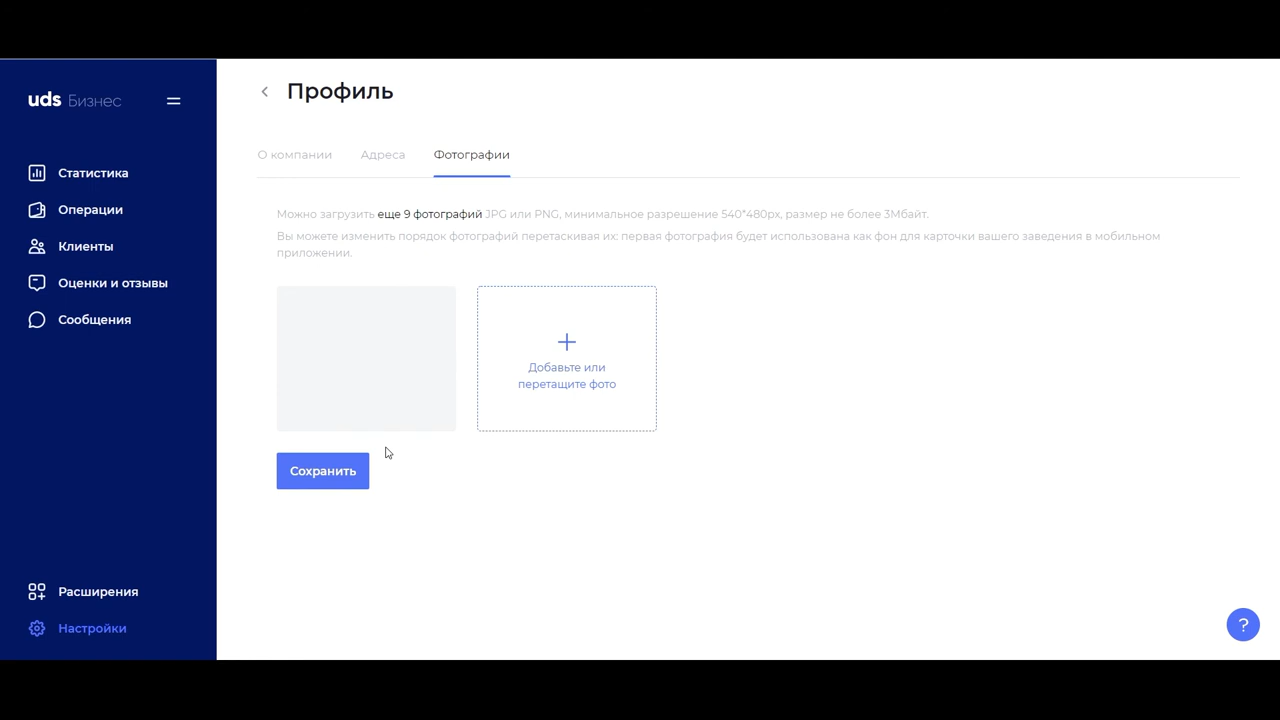 uds Бизнес
Статистика
Операции
Клиенты
Оценки и отзывы
Сообщения
Расширения
Настройки
Профиль
О компании
Адреса
Фотографии
Можно загрузить еще 9 фотографий JPG или PNG, минимальное разрешение 540*480px, размер не более 3Мбайт.
Вы можете изменить порядок фотографий перетаскивая их: первая фотография будет использована как фон для карточки вашего заведения в мобильном
приложении.
Добавьте или
перетащите фото
Сохранить
?